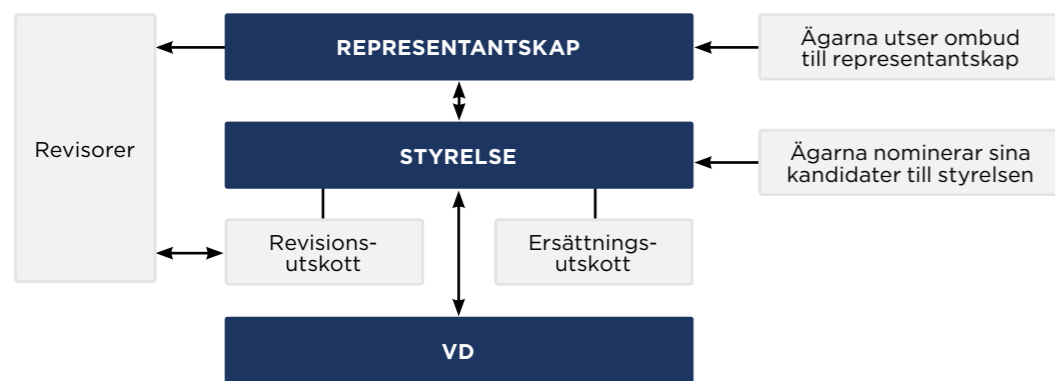 REPRESENTANTSKAP
Ägarna utser ombud
till representantskap
Revisorer
STYRELSE
Ägarna nominerar sina
kandidater till styrelsen
Revisions-
utskott
Ersättnings-
utskott
VD